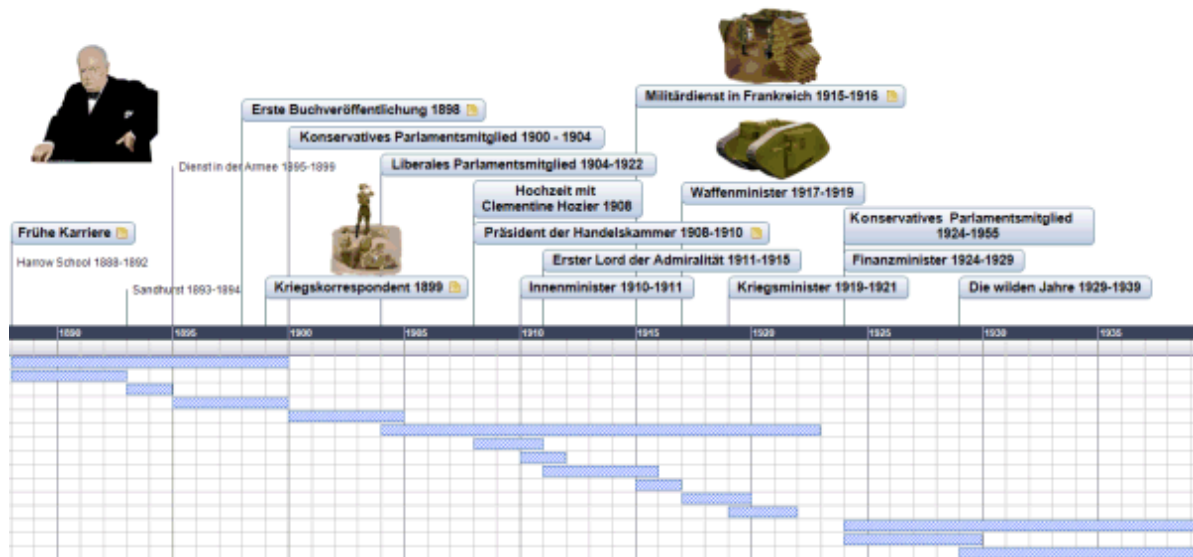 Militärdienst in Frankreich 1915-1916
Erste Buchveröffentlichung 1898
Konservatives Parlamentsmitglied 1900 - 1904
Liberales Parlamentsmitglied 1904-1922
Dienst in der Armee 1895-1899
Hochzeit mit
Clementine Hozier 1908
Waffenminister 1917-1919
Konservatives Parlamentsmitglied
1924-1955
Frühe Karriere
Präsident der Handelskammer 1908-1910
Harrow School 1888-1892
Erster Lord der Admiralität 1911-1915
Finanzminister 1924-1929
Sandhurst 1893-1894
Kriegskorrespondent 1899
Innenminister 1910-1911
Kriegsminister 1919-1921
Die wilden Jahre 1929-1939
1890 1895 1900 1905 1910 1915 1920 1925 1930 1935